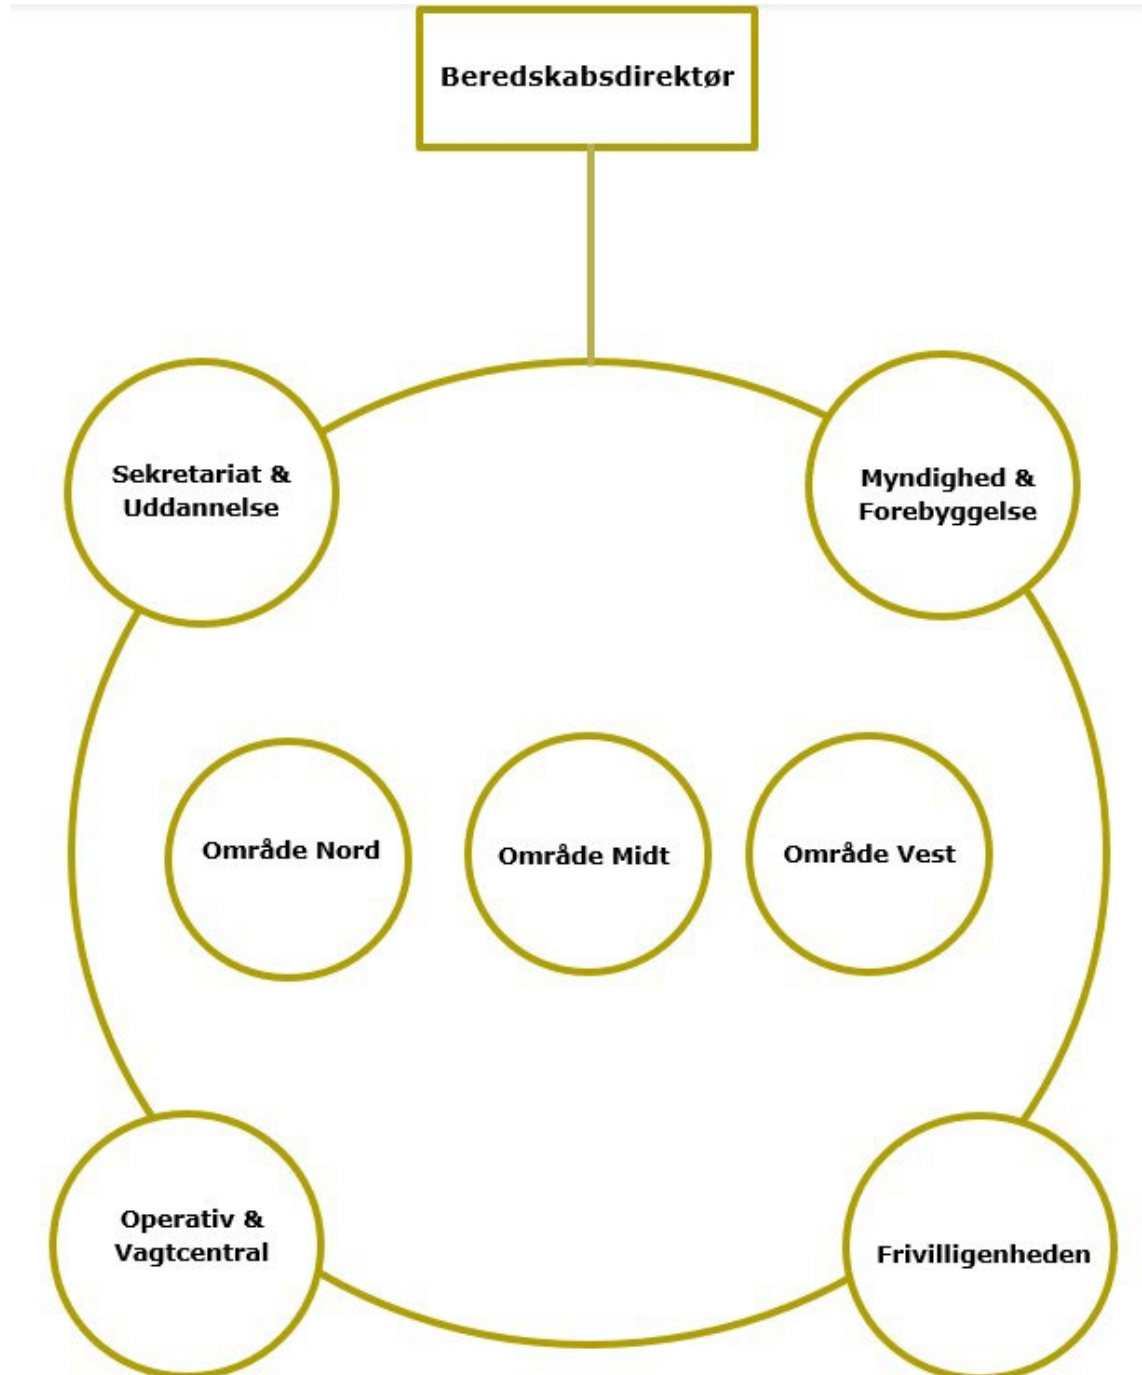 Beredskabsdirektør
Sekretariat &
Uddannelse
Myndighed &
Forebyggelse
Område Nord
Område Midt
Område Vest
Operativ &
Vagtcentral
Frivilligenheden